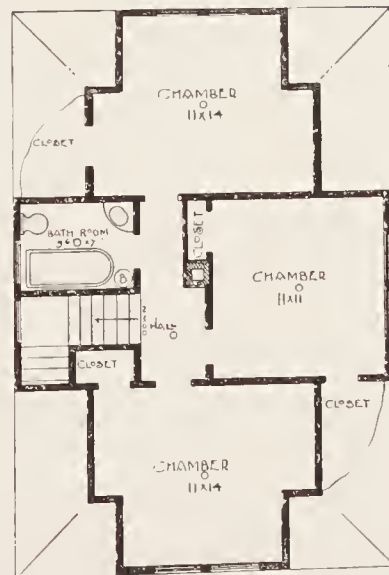 CHAMBER
11X14
CLOSET
BATH ROOM
CLOSET
B
CHAMBER
11X11
HALL
CLOSET
CLOSET
CHAMBER
11X14